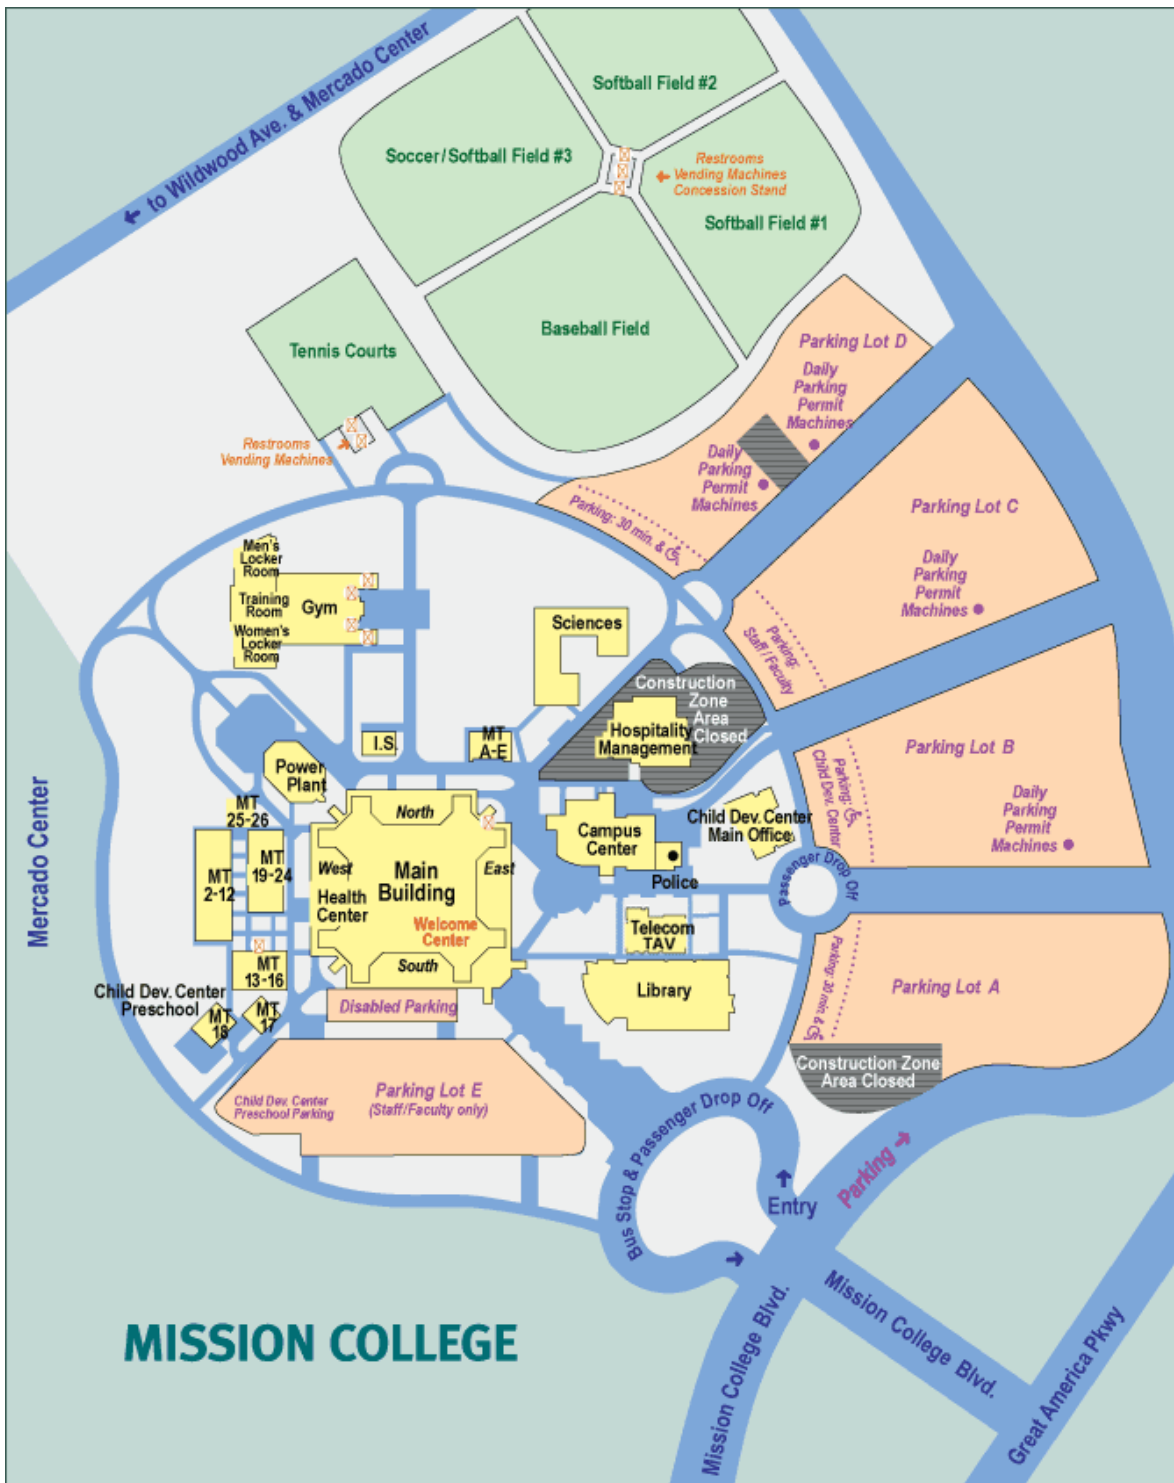 to Wildwood Ave. & Mercado Center
Softball Field #2
Soccer/Softball Field #3
Restrooms
Vending Machines
Concession Stand
Softball Field #1
Baseball Field
Tennis Courts
Restrooms
Vending Machines
Parking Lot D
Daily
Parking
Permit
Machines
Daily
Parking
Permit
Machines
Parking: 30 min. &
Parking Lot C
Daily
Parking
Permit
Machines
Parking:
Staff/Faculty
Men's
Locker
Room
Training
Room
Gym
Women's
Locker
Room
Sciences
Construction
Zone
Area
Closed
Hospitality
Management
I.S.
MT
A-E
Power
Plant
MT
25-26
MT
2-12
MT
19-24
North
West
Main
Building
East
Health
Center
Welcome
Center
South
Campus
Center
Police
Child Dev. Center
Main Office
Parking Lot B
Parking:
Child Dev. Center
Daily
Parking
Permit
Machines
Passenger Drop Off
Telecom
TAV
Library
Parking Lot A
Parking: 30 min. &
Construction Zone
Area Closed
MT
13-16
Child Dev. Center
Preschool
MT
18
MT
17
Disabled Parking
Parking Lot E
(Staff/Faculty only)
Child Dev. Center
Preschool Parking
Mercado Center
Bus Stop & Passenger Drop Off
Entry
Parking
Mission College Blvd.
Mission College Blvd.
Great America Pkwy
MISSION COLLEGE